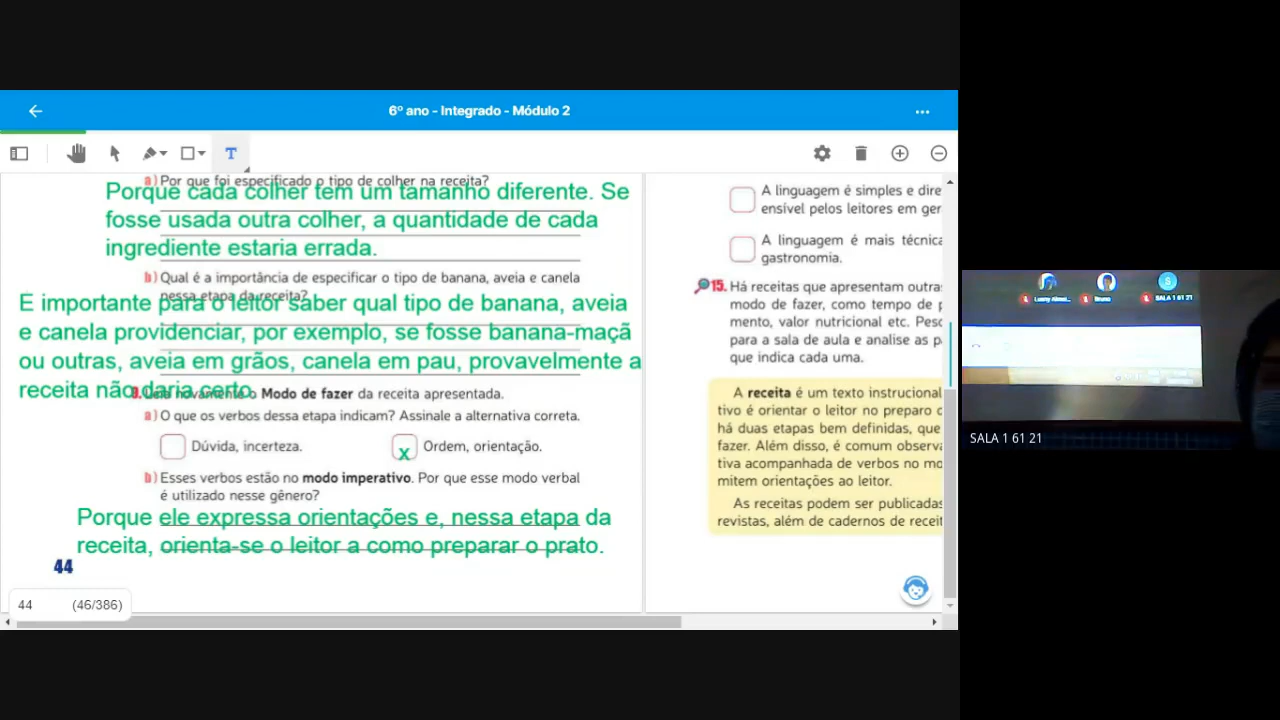 6º ano - Integrado - Módulo 2
T
a) Por que foi especificado o tipo de colher na receita?
Porque cada colher tem um tamanho diferente. Se
fosse usada outra colher, a quantidade de cada
ingrediente estaria errada.
b) Qual é a importância de especificar o tipo de banana, aveia e canela
nessa etapa da receita?
É importante para o leitor saber qual tipo de banana, aveia
e canela providenciar, por exemplo, se fosse banana-maçã
ou outras, aveia em grãos, canela em pau, provavelmente a
receita não daria certo.
o Modo de fazer da receita apresentada.
a) O que os verbos dessa etapa indicam? Assinale a alternativa correta.
Dúvida, incerteza.
x Ordem, orientação.
b) Esses verbos estão no modo imperativo. Por que esse modo verbal
é utilizado nesse gênero?
Porque ele expressa orientações e, nessa etapa da
receita, orienta-se o leitor a como preparar o prato.
44
44 (46/386)
A linguagem é simples e dire
ensível pelos leitores em ger
A linguagem é mais técnica
gastronomia.
15. Há receitas que apresentam outra
modo de fazer, como tempo de p
mento, valor nutricional etc. Pesc
para a sala de aula e analise as p
que indica cada uma.
A receita é um texto instrucional
tivo é orientar o leitor no preparo
há duas etapas bem definidas, que
fazer. Além disso, é comum observa
tiva acompanhada de verbos no mo
mitem orientações ao leitor.
As receitas podem ser publicadas
revistas, além de cadernos de receit
Bruno
SALA 1 61 21
SALA 1 61 21